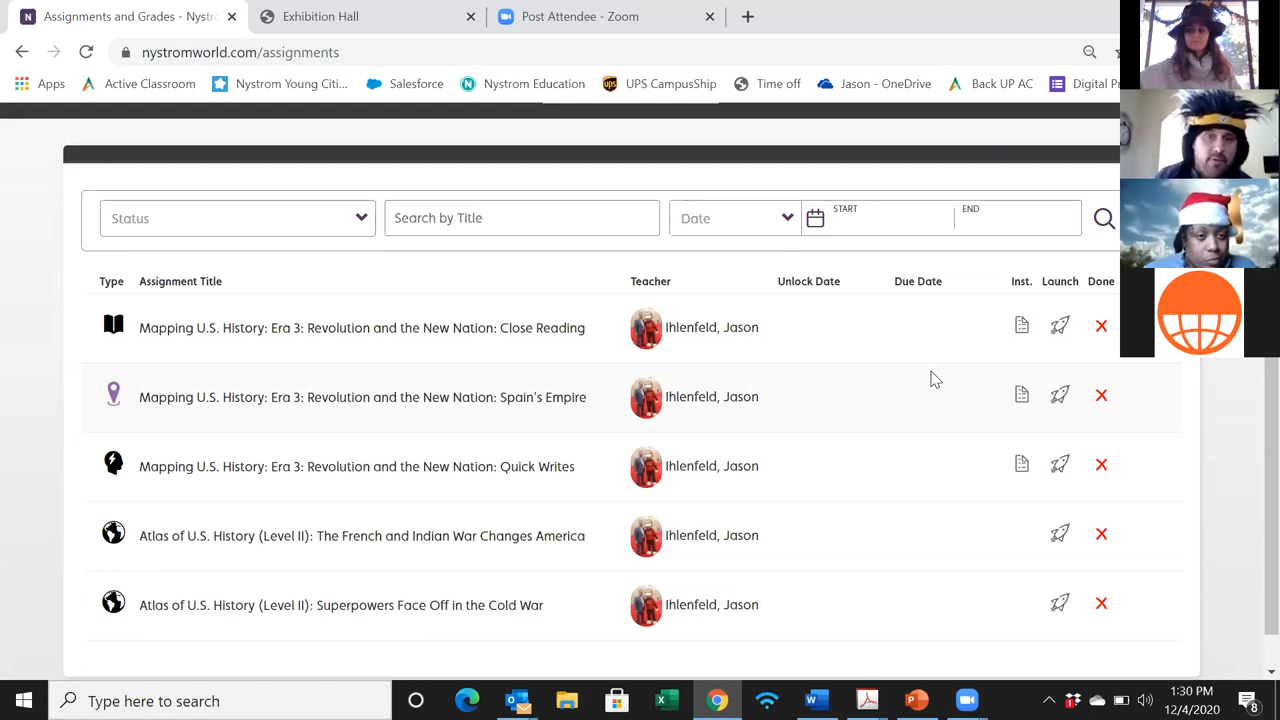 Assignments and Grades - Nystro
Exhibition Hall
Post Attendee - Zoom
nystromworld.com/assignments
Apps
Active Classroom
Nystrom Young Citi...
Salesforce
Nystrom Education
UPS CampusShip
Time off
Jason - OneDrive
Back UP AC
Digital Pr
Status
Search by Title
Date
START
END
Type
Assignment Title
Teacher
Unlock Date
Due Date
Inst.
Launch
Done
Mapping U.S. History: Era 3: Revolution and the New Nation: Close Reading
Ihlenfeld, Jason
Mapping U.S. History: Era 3: Revolution and the New Nation: Spain's Empire
Ihlenfeld, Jason
Mapping U.S. History: Era 3: Revolution and the New Nation: Quick Writes
Ihlenfeld, Jason
Atlas of U.S. History (Level II): The French and Indian War Changes America
Ihlenfeld, Jason
Atlas of U.S. History (Level II): Superpowers Face Off in the Cold War
Ihlenfeld, Jason
Type here to search
1:30 PM
12/4/2020
8